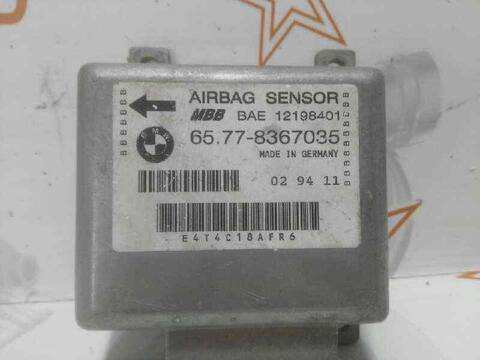 AIRBAG SENSOR
MBB BAE 12198401
65.77-8367035
MADE IN GERMANY
02 94 11
E4T4C18AFR6